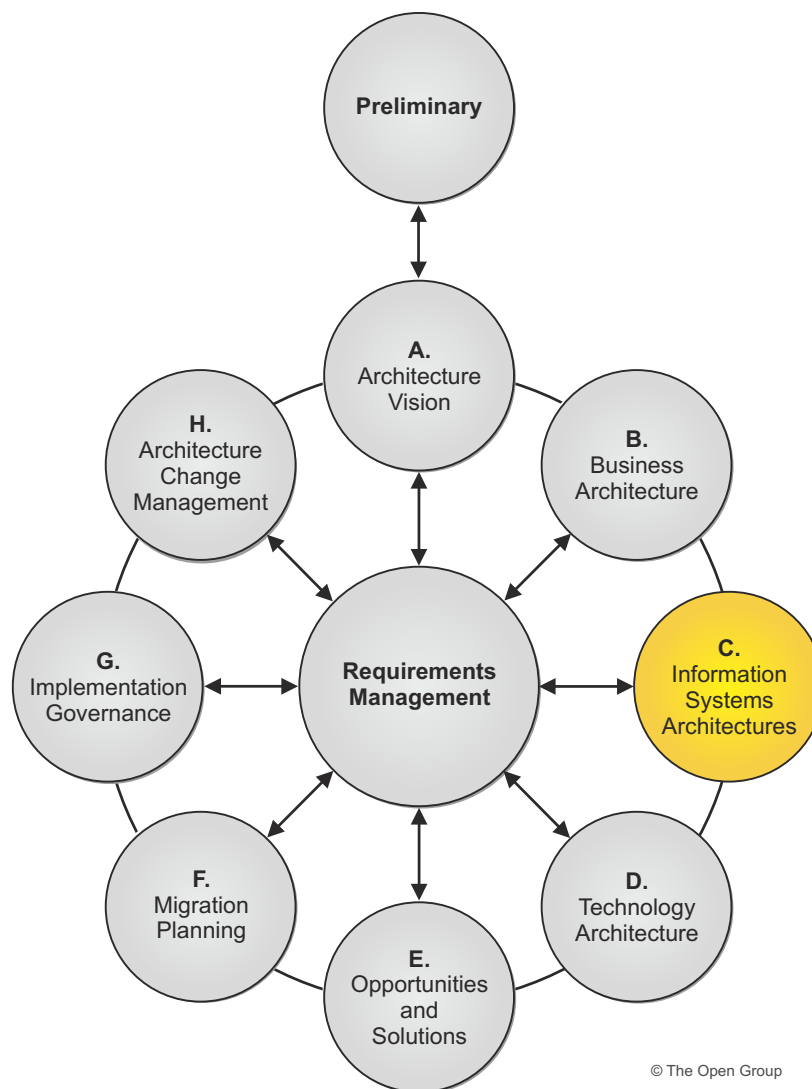 Preliminary
A.
Architecture
Vision
B.
Business
Architecture
C.
Information
Systems
Architectures
D.
Technology
Architecture
E.
Opportunities
and
Solutions
F.
Migration
Planning
G.
Implementation
Governance
H.
Architecture
Change
Management
Requirements
Management
© The Open Group